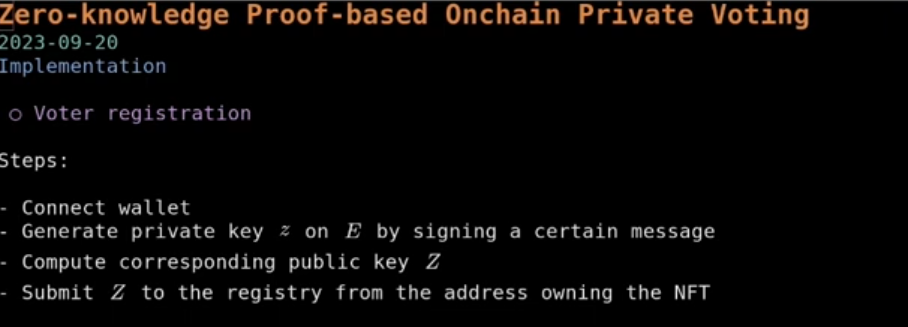 Zero-knowledge Proof-based Onchain Private Voting
2023-09-20
Implementation
○ Voter registration
Steps:
- Connect wallet
- Generate private key z on E by signing a certain message
- Compute corresponding public key Z
- Submit Z to the registry from the address owning the NFT